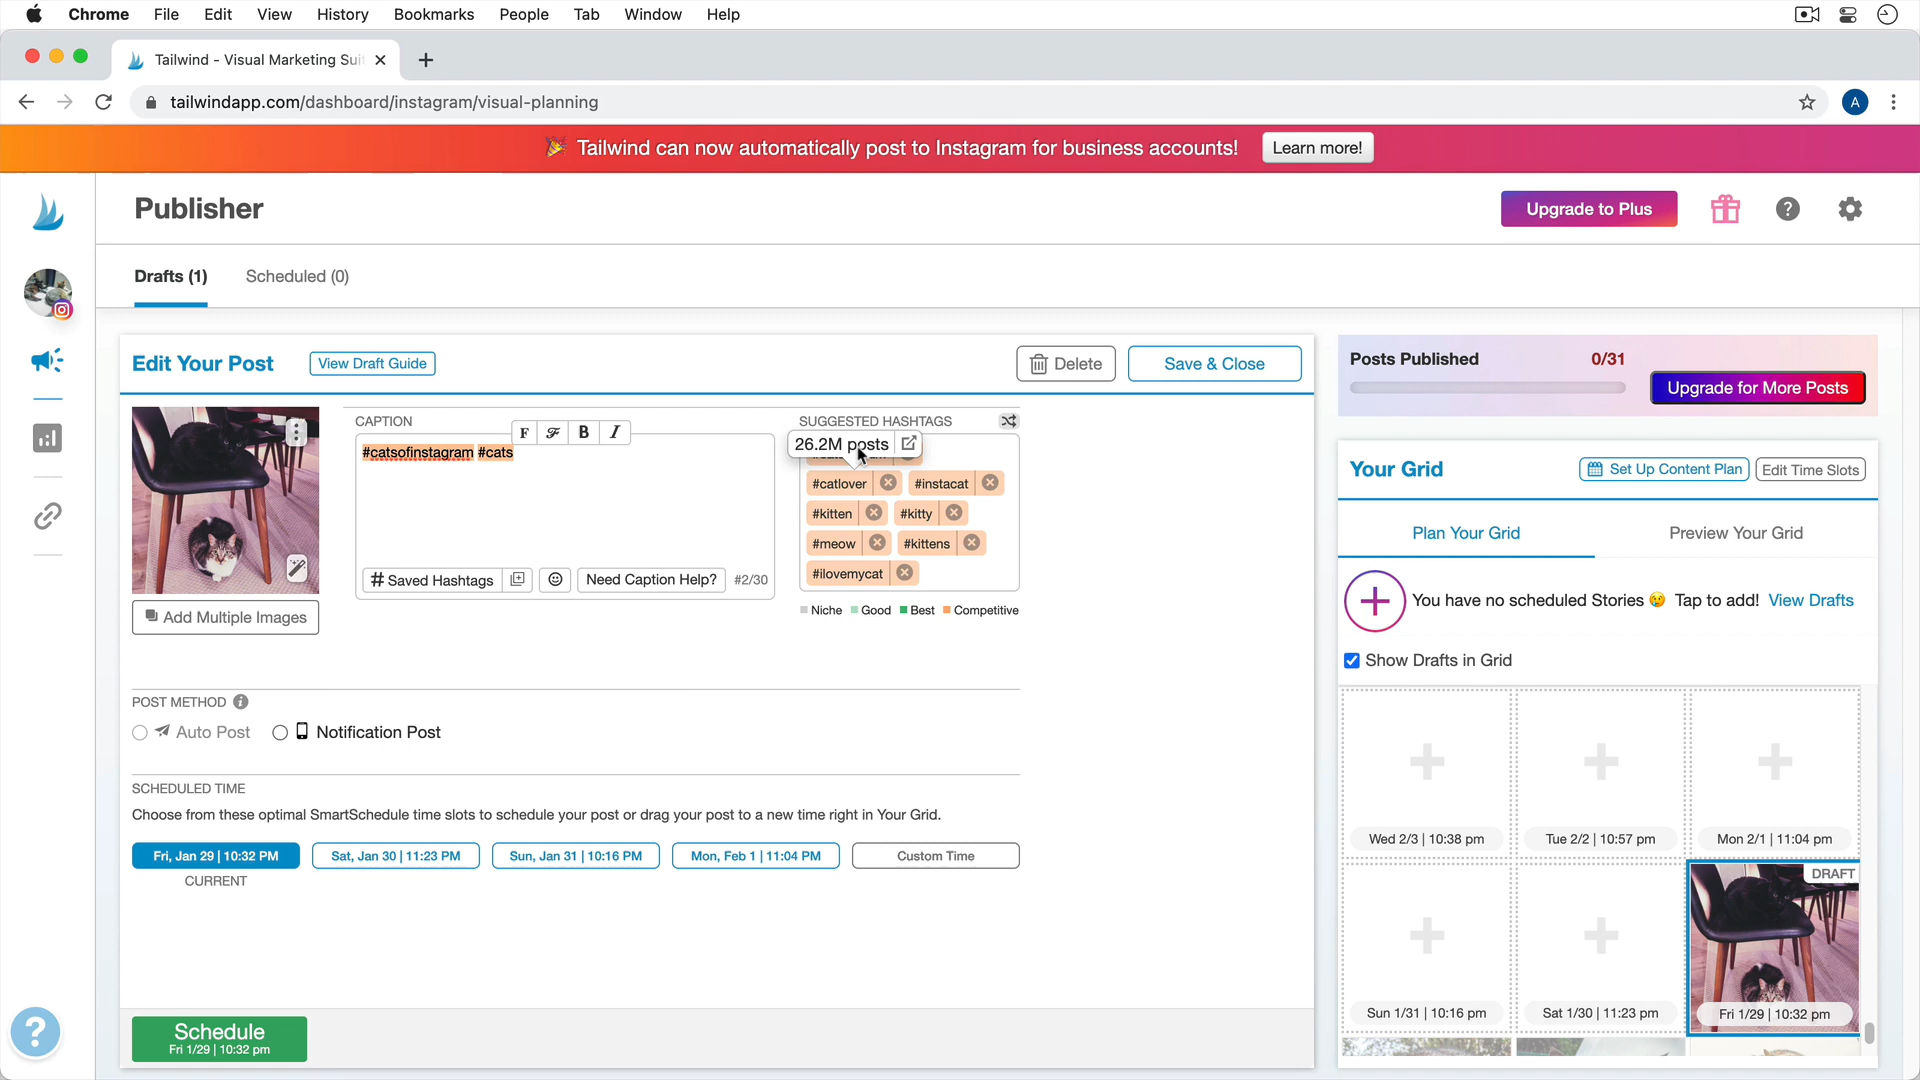 Chrome File Edit View History Bookmarks People Tab Window Help
Tailwind - Visual Marketing Sui
tailwindapp.com/dashboard/instagram/visual-planning
A
Tailwind can now automatically post to Instagram for business accounts! Learn more!
Publisher
Upgrade to Plus
Drafts (1) Scheduled (0)
Edit Your Post View Draft Guide Delete Save & Close
CAPTION
F F B I
#catsofinstagram #cats
# Saved Hashtags Need Caption Help? #2/30
SUGGESTED HASHTAGS
26.2M posts
#catlover #instacat
#kitten #kitty
#meow #kittens
#ilovemycat
Niche Good Best Competitive
Add Multiple Images
POST METHOD
Auto Post Notification Post
SCHEDULED TIME
Choose from these optimal SmartSchedule time slots to schedule your post or drag your post to a new time right in Your Grid.
Fri, Jan 29 | 10:32 PM Sat, Jan 30 | 11:23 PM Sun, Jan 31 | 10:16 PM Mon, Feb 1 | 11:04 PM Custom Time
CURRENT
Schedule
Fri 1/29 | 10:32 pm
Posts Published 0/31
Upgrade for More Posts
Your Grid Set Up Content Plan Edit Time Slots
Plan Your Grid Preview Your Grid
You have no scheduled Stories 😢 Tap to add! View Drafts
Show Drafts in Grid
Wed 2/3 | 10:38 pm Tue 2/2 | 10:57 pm Mon 2/1 | 11:04 pm
DRAFT
Sun 1/31 | 10:16 pm Sat 1/30 | 11:23 pm Fri 1/29 | 10:32 pm